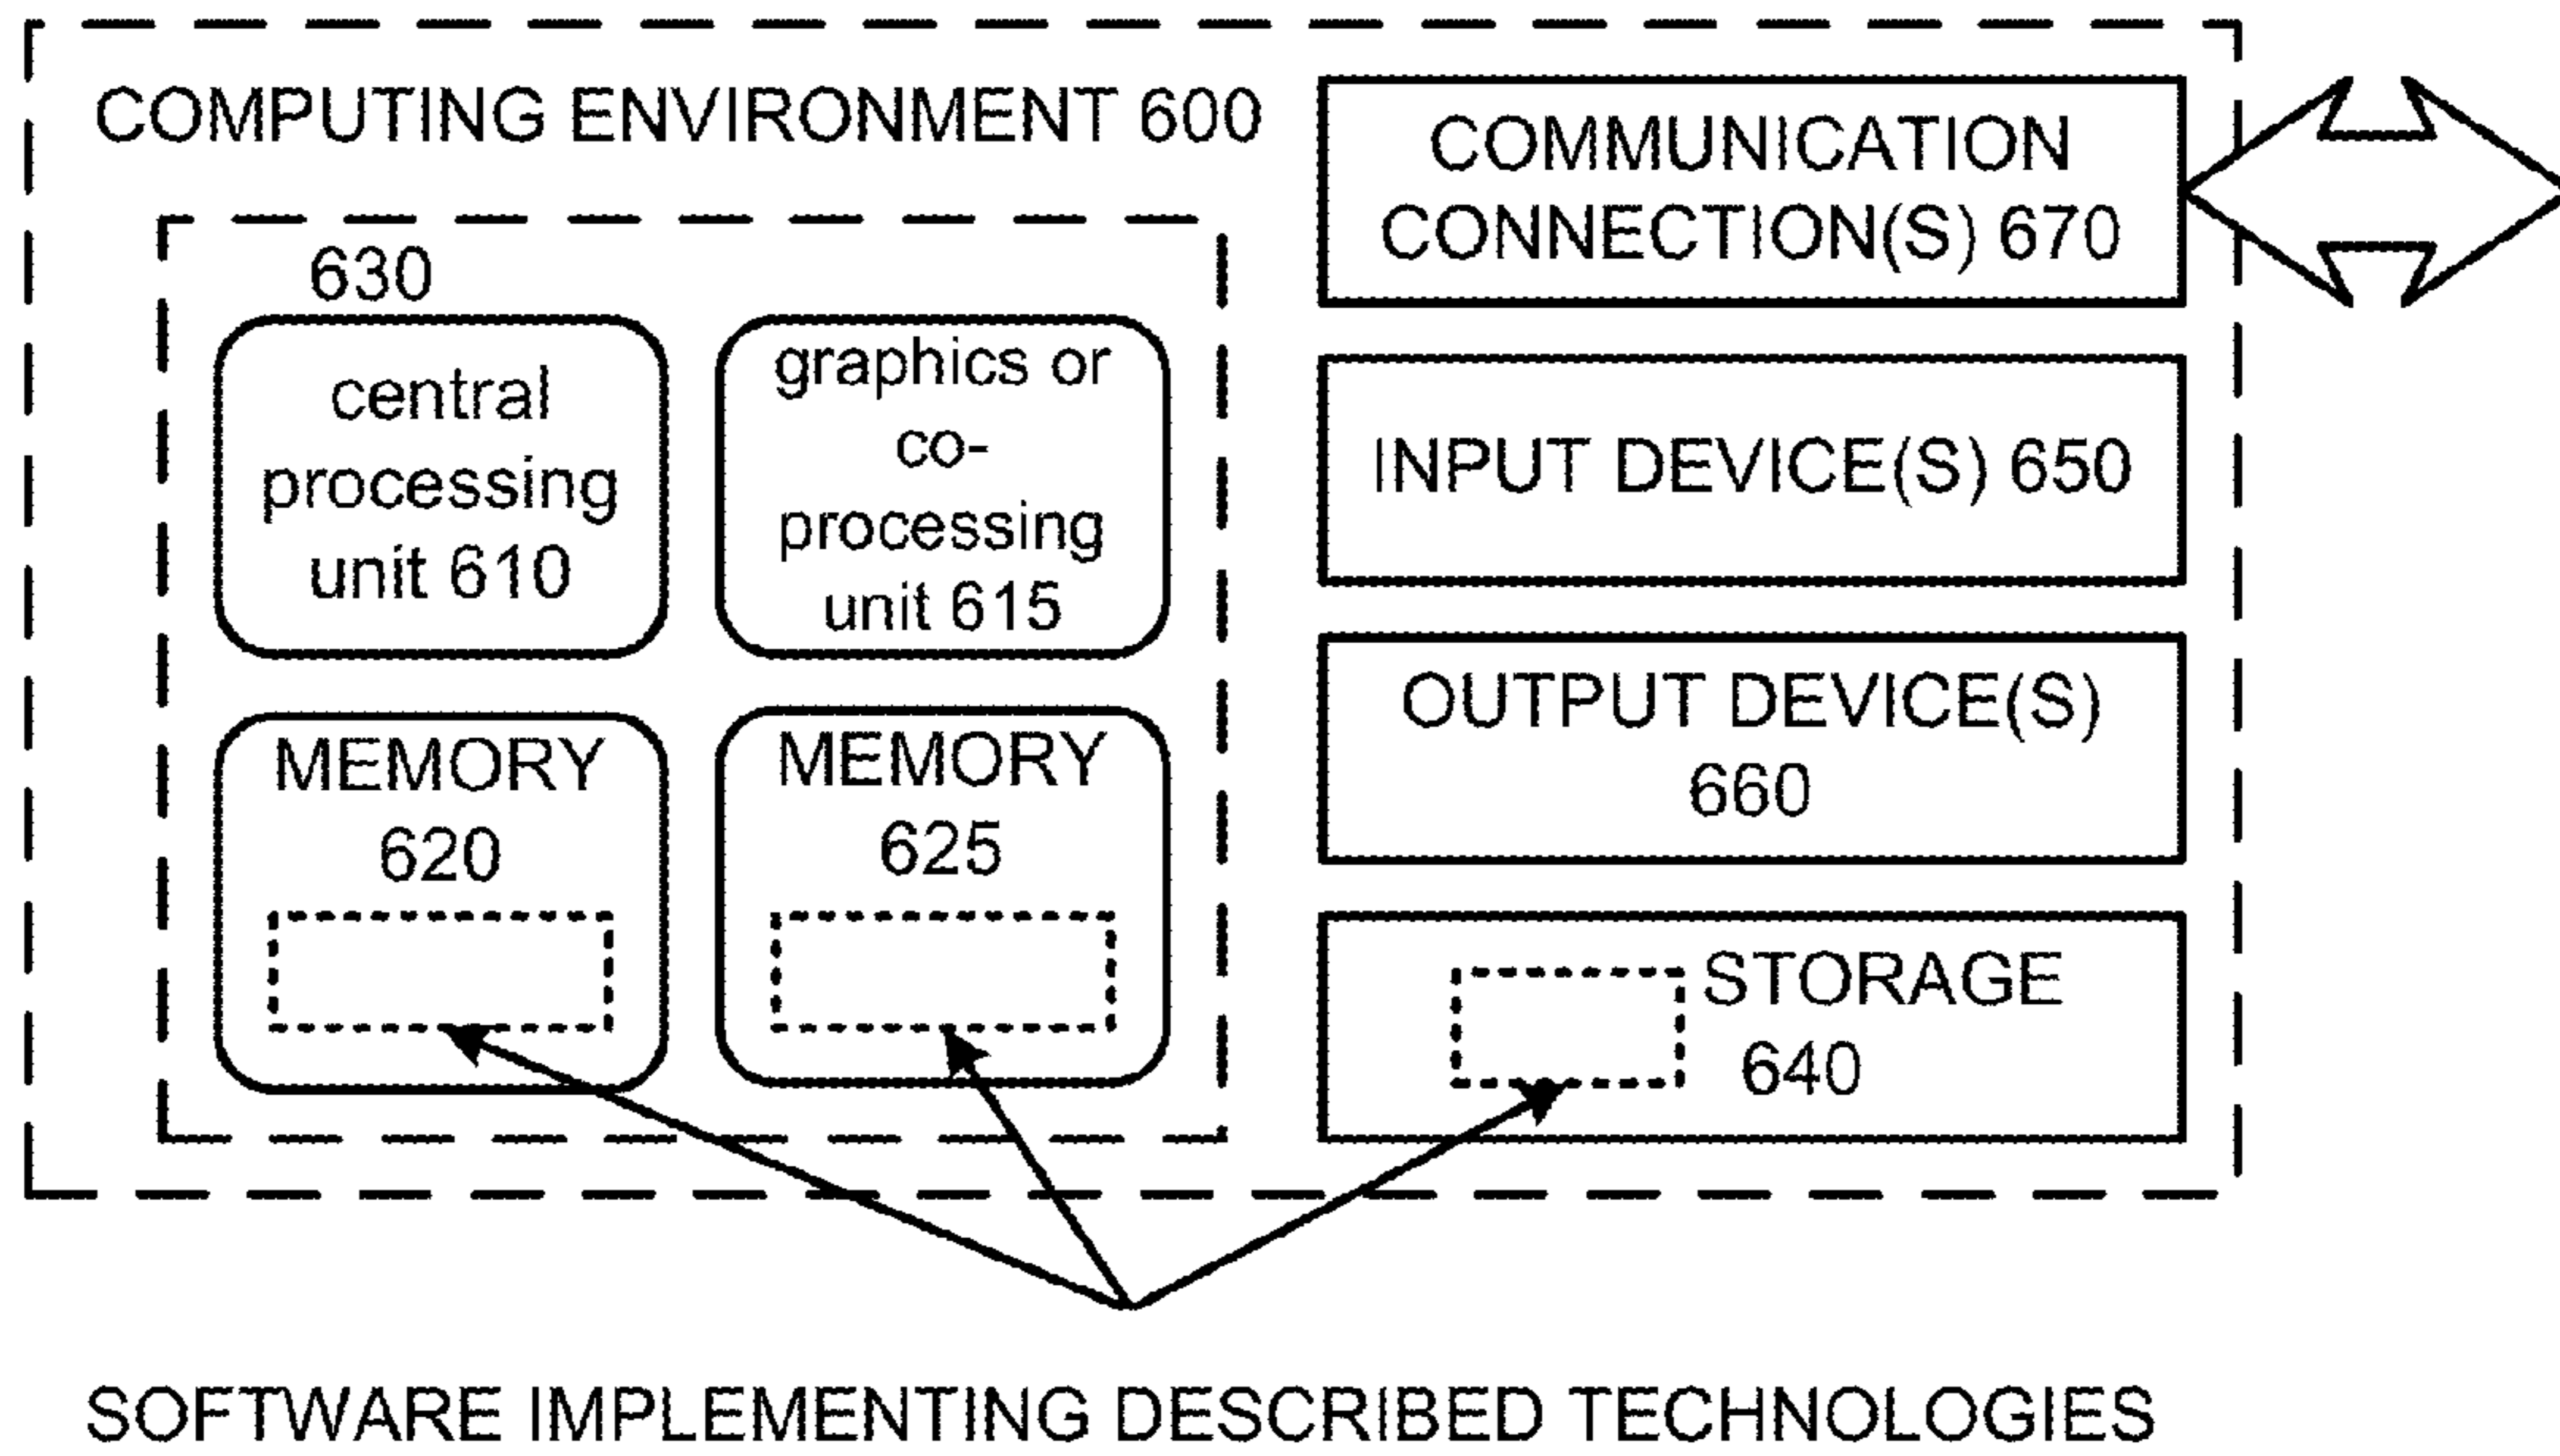 COMPUTING ENVIRONMENT 600
630
central
processing
unit 610
graphics or
co-
processing
unit 615
MEMORY
620
MEMORY
625
COMMUNICATION
CONNECTION(S) 670
INPUT DEVICE(S) 650
OUTPUT DEVICE(S)
660
STORAGE
640
SOFTWARE IMPLEMENTING DESCRIBED TECHNOLOGIES